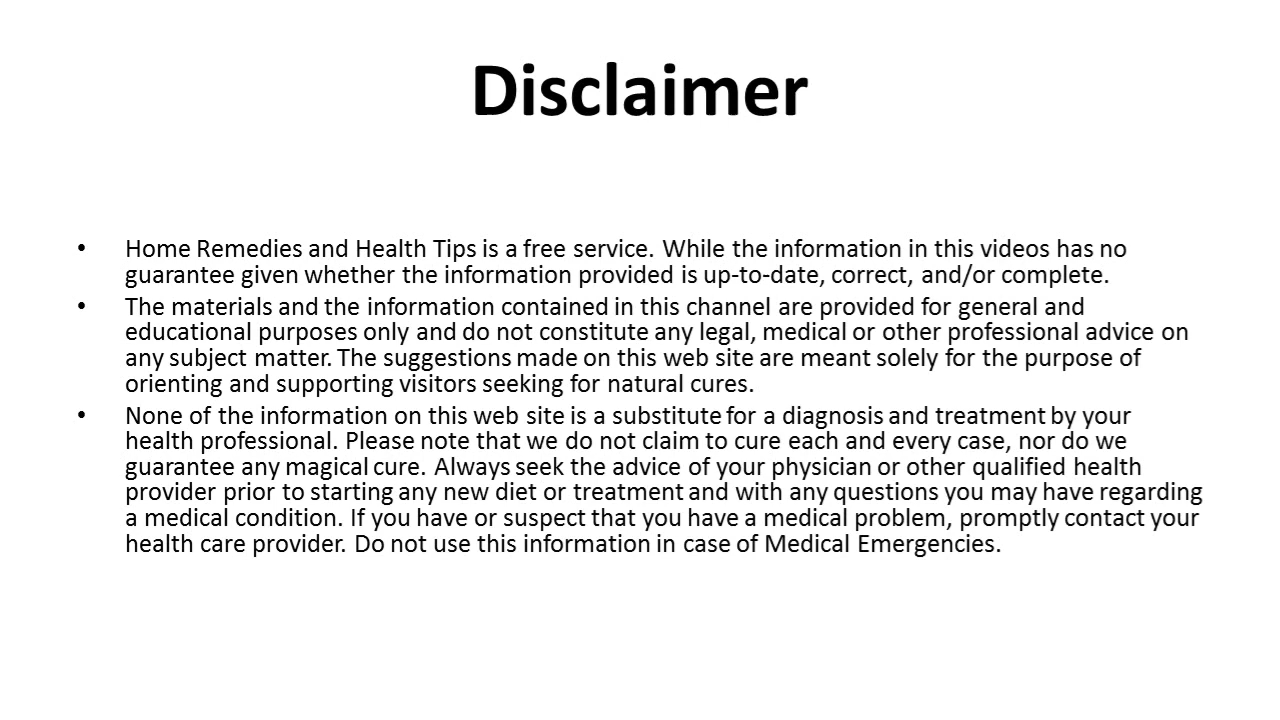 Disclaimer
• Home Remedies and Health Tips is a free service. While the information in this videos has no
guarantee given whether the information provided is up-to-date, correct, and/or complete.
• The materials and the information contained in this channel are provided for general and
educational purposes only and do not constitute any legal, medical or other professional advice on
any subject matter. The suggestions made on this web site are meant solely for the purpose of
orienting and supporting visitors seeking for natural cures.
• None of the information on this web site is a substitute for a diagnosis and treatment by your
health professional. Please note that we do not claim to cure each and every case, nor do we
guarantee any magical cure. Always seek the advice of your physician or other qualified health
provider prior to starting any new diet or treatment and with any questions you may have regarding
a medical condition. If you have or suspect that you have a medical problem, promptly contact your
health care provider. Do not use this information in case of Medical Emergencies.